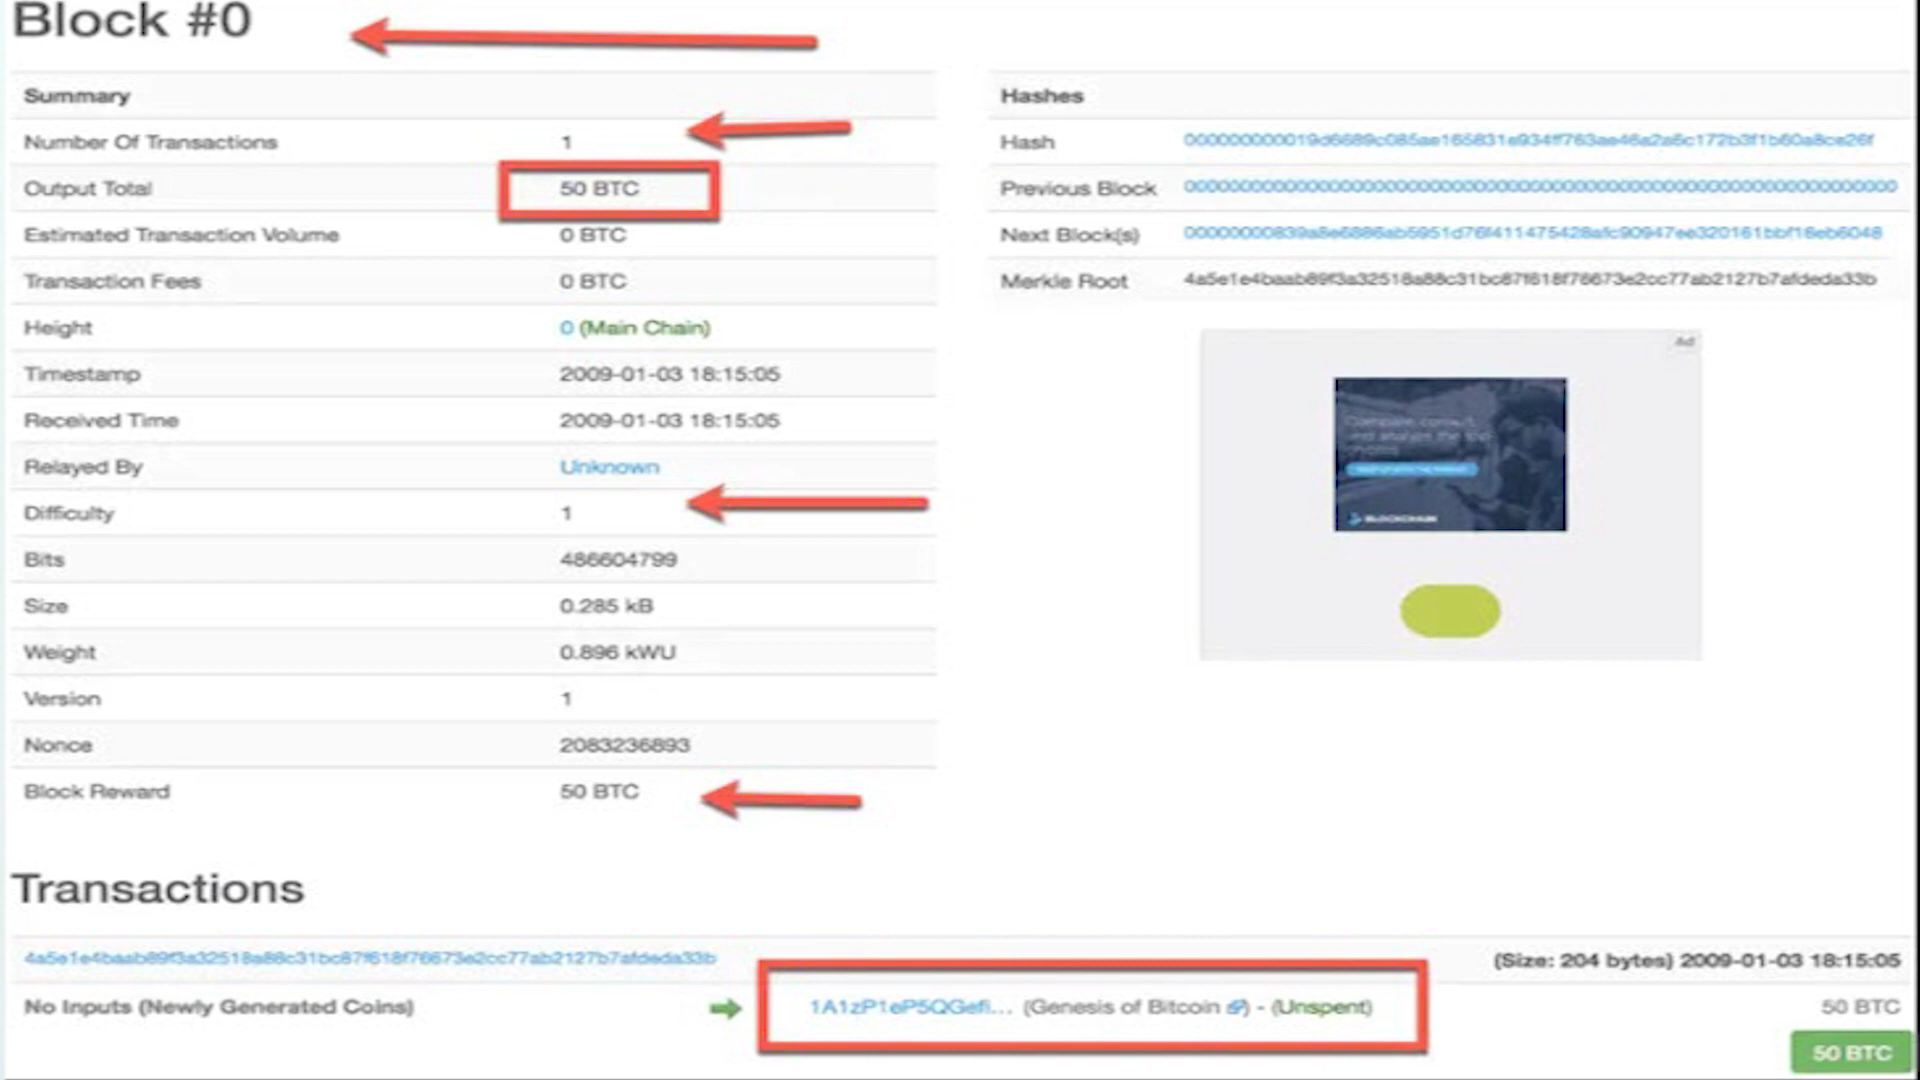 Block #0
Summary
Number Of Transactions 1
Output Total 50 BTC
Estimated Transaction Volume 0 BTC
Transaction Fees 0 BTC
Height 0 (Main Chain)
Timestamp 2009-01-03 18:15:05
Received Time 2009-01-03 18:15:05
Relayed By Unknown
Difficulty 1
Bits 486604799
Size 0.285 kB
Weight 0.896 kWU
Version 1
Nonce 2083236893
Block Reward 50 BTC
Hashes
Hash 000000000019d6689c085ae165831e934ff763ae46a2a6c172b3f1b60a8ce26f
Previous Block 0000000000000000000000000000000000000000000000000000000000000000
Next Block(s) 00000000839a8e6886ab5951d76f411475428afc90947ee320161bbf18eb6048
Merkle Root 4a5e1e4baab89f3a32518a88c31bc87f618f76673e2cc77ab2127b7afdeda33b
Ad
BLOCKCHAIN
Transactions
4a5e1e4baab89f3a32518a88c31bc87f618f76673e2cc77ab2127b7afdeda33b
(Size: 204 bytes) 2009-01-03 18:15:05
No Inputs (Newly Generated Coins)
1A1zP1eP5QGefi... (Genesis of Bitcoin) - (Unspent)
50 BTC
50 BTC